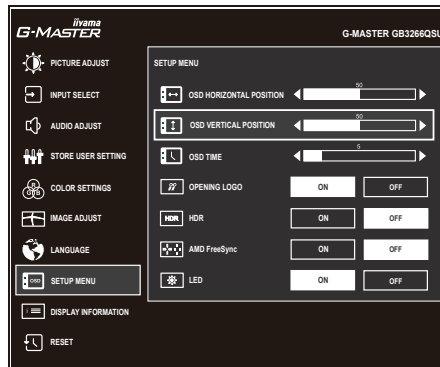 iiyama
G-MASTER
G-MASTER GB3266QSU
PICTURE ADJUST
INPUT SELECT
AUDIO ADJUST
STORE USER SETTING
R
G B
COLOR SETTINGS
IMAGE ADJUST
LANGUAGE
OSD
SETUP MENU
i
DISPLAY INFORMATION
RESET
SETUP MENU
OSD HORIZONTAL POSITION 50
OSD VERTICAL POSITION 50
OSD TIME 5
OPENING LOGO ON OFF
HDR HDR ON OFF
AMD FreeSync ON OFF
LED ON OFF